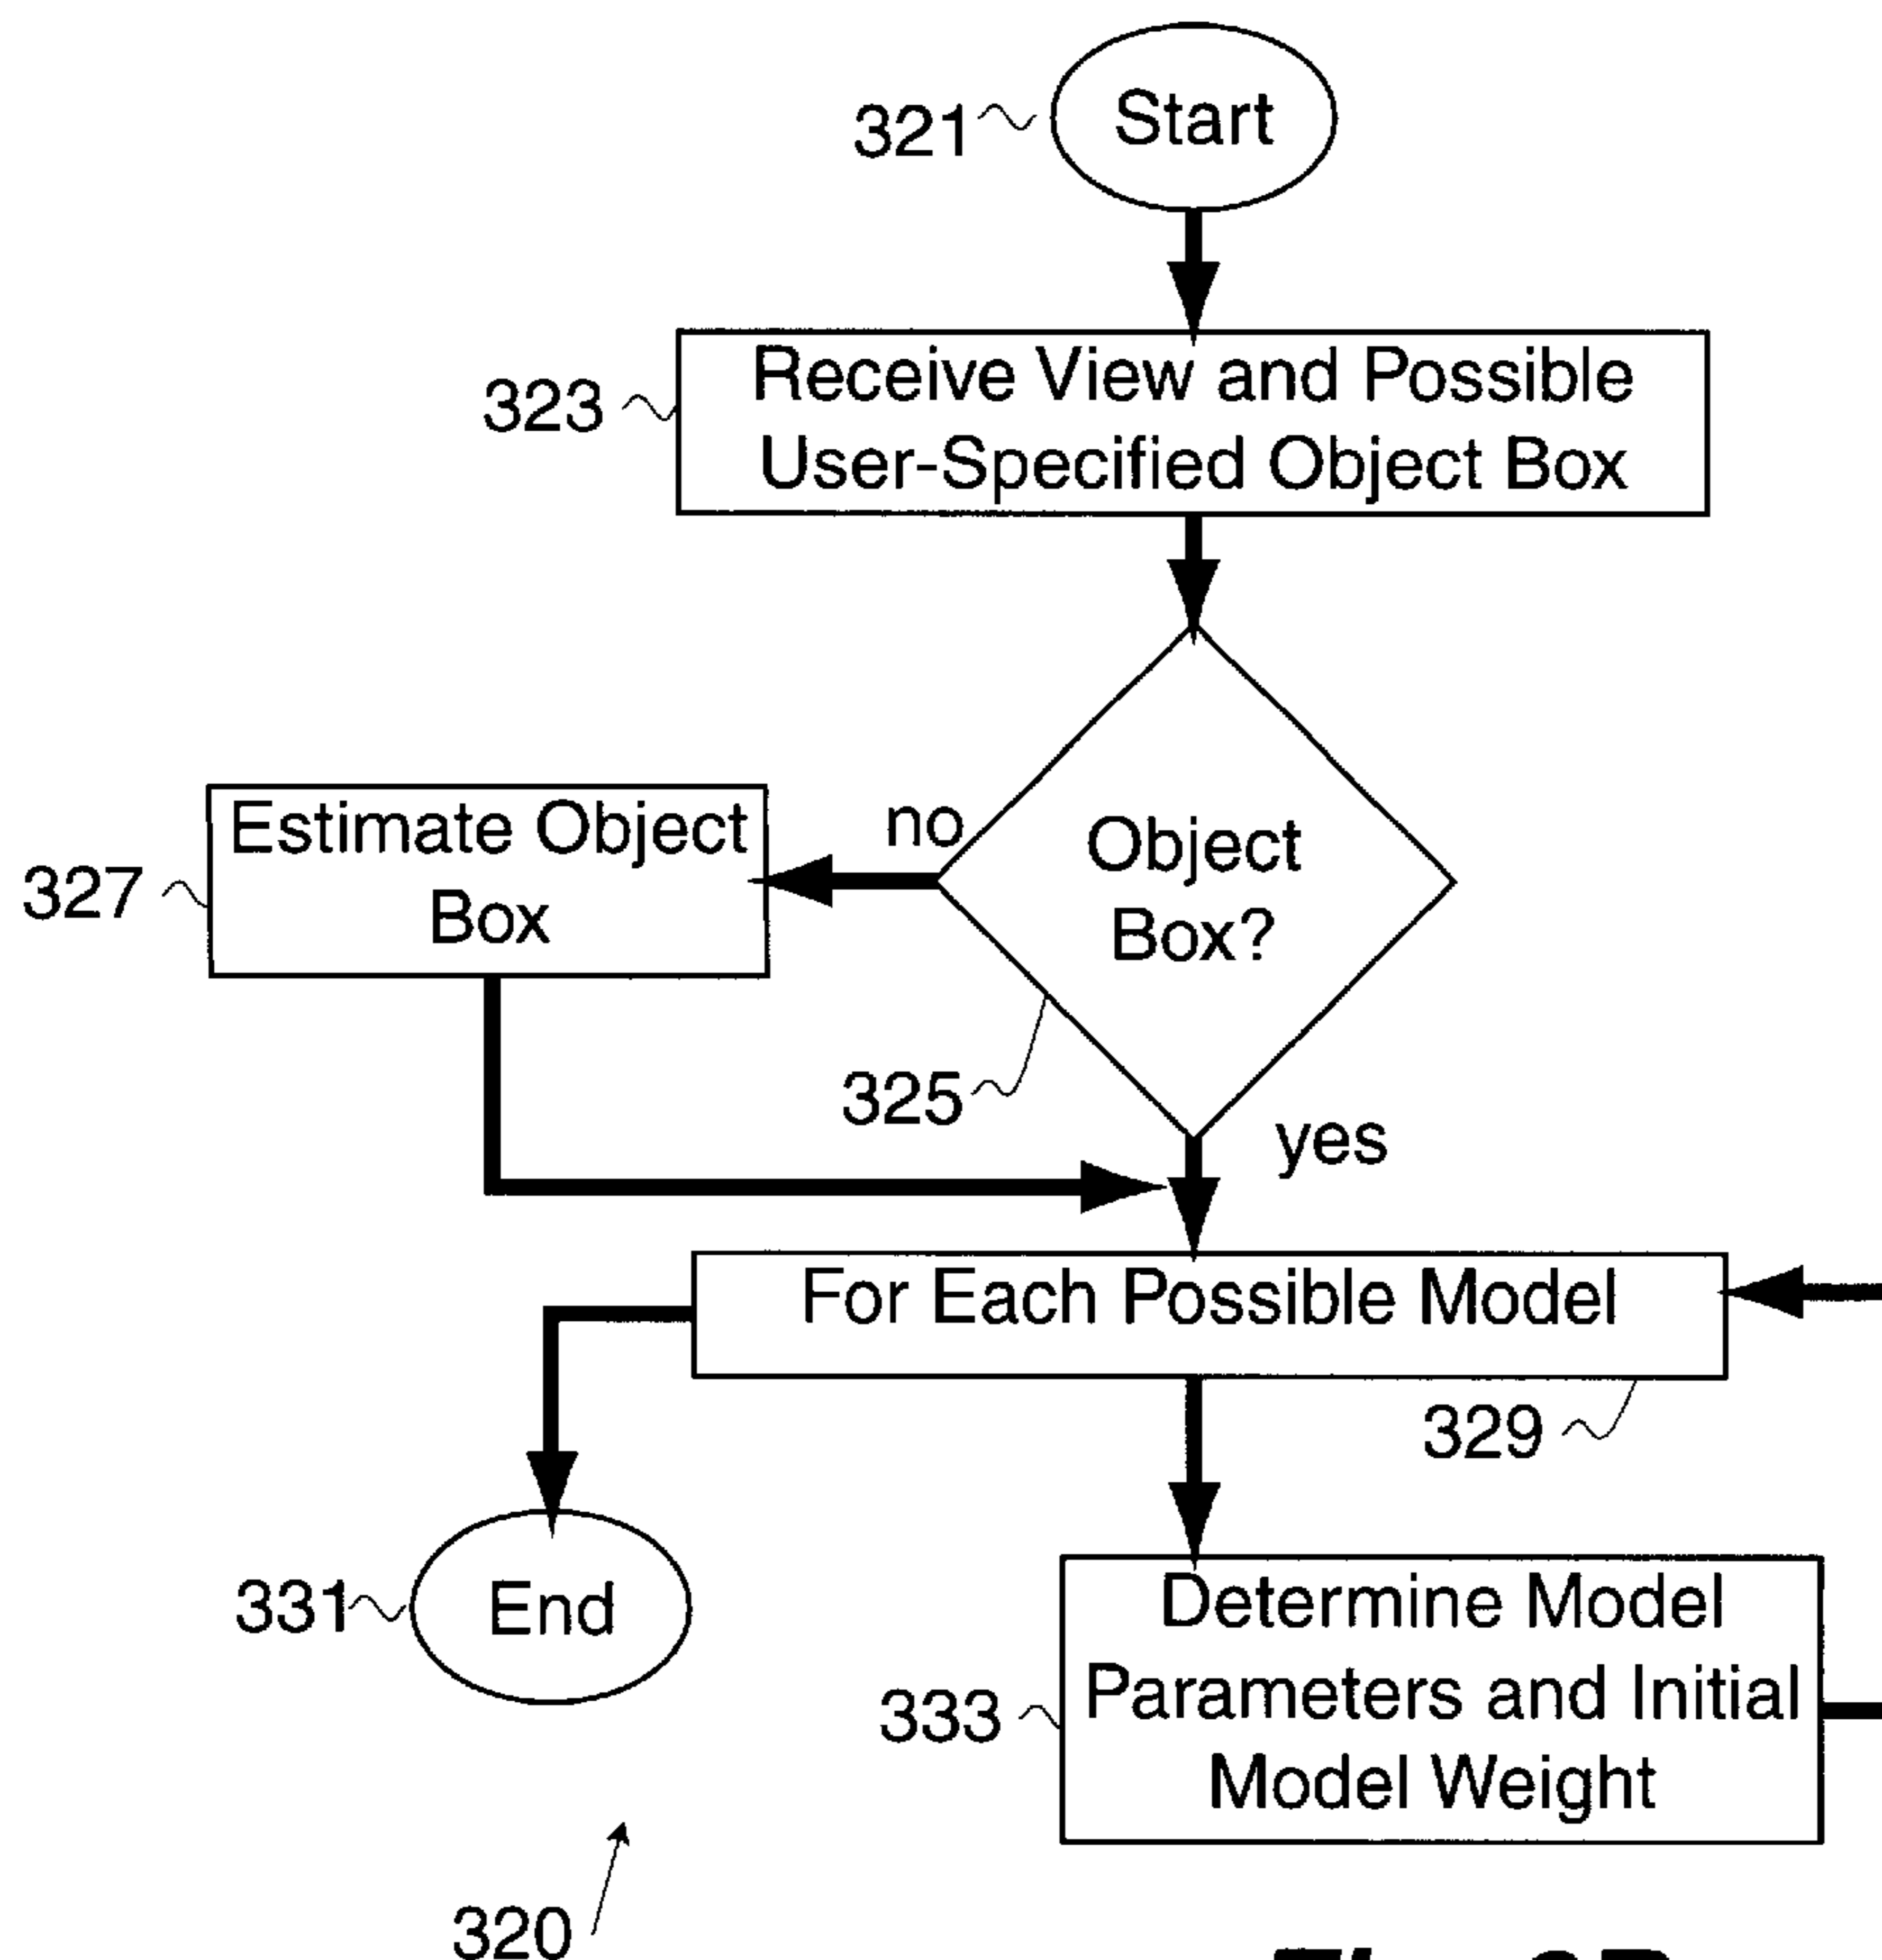 321
Start
323
Receive View and Possible
User-Specified Object Box
no
Estimate Object
Box
327
Object
Box?
325
yes
For Each Possible Model
329
331
End
Determine Model
Parameters and Initial
Model Weight
333
320